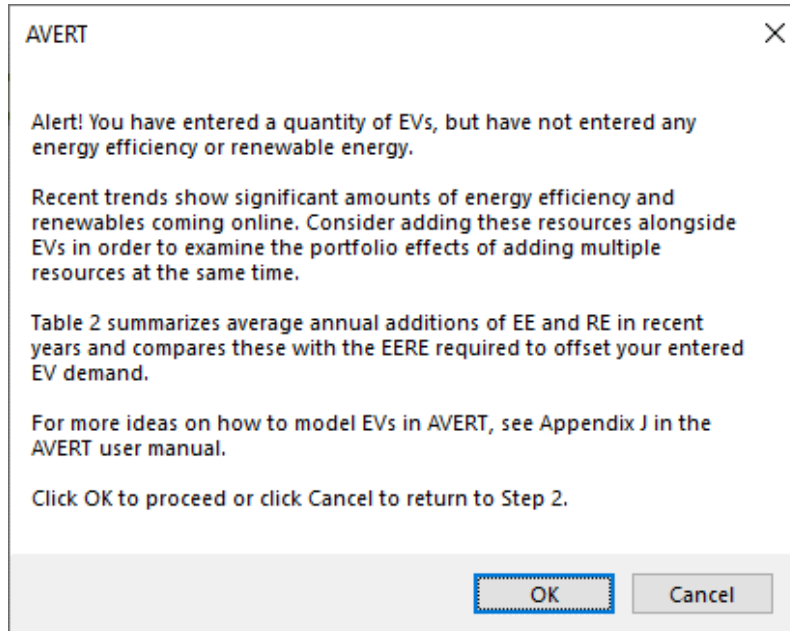 AVERT
Alert! You have entered a quantity of EVs, but have not entered any
energy efficiency or renewable energy.
Recent trends show significant amounts of energy efficiency and
renewables coming online. Consider adding these resources alongside
EVs in order to examine the portfolio effects of adding multiple
resources at the same time.
Table 2 summarizes average annual additions of EE and RE in recent
years and compares these with the EERE required to offset your entered
EV demand.
For more ideas on how to model EVs in AVERT, see Appendix J in the
AVERT user manual.
Click OK to proceed or click Cancel to return to Step 2.
OK
Cancel